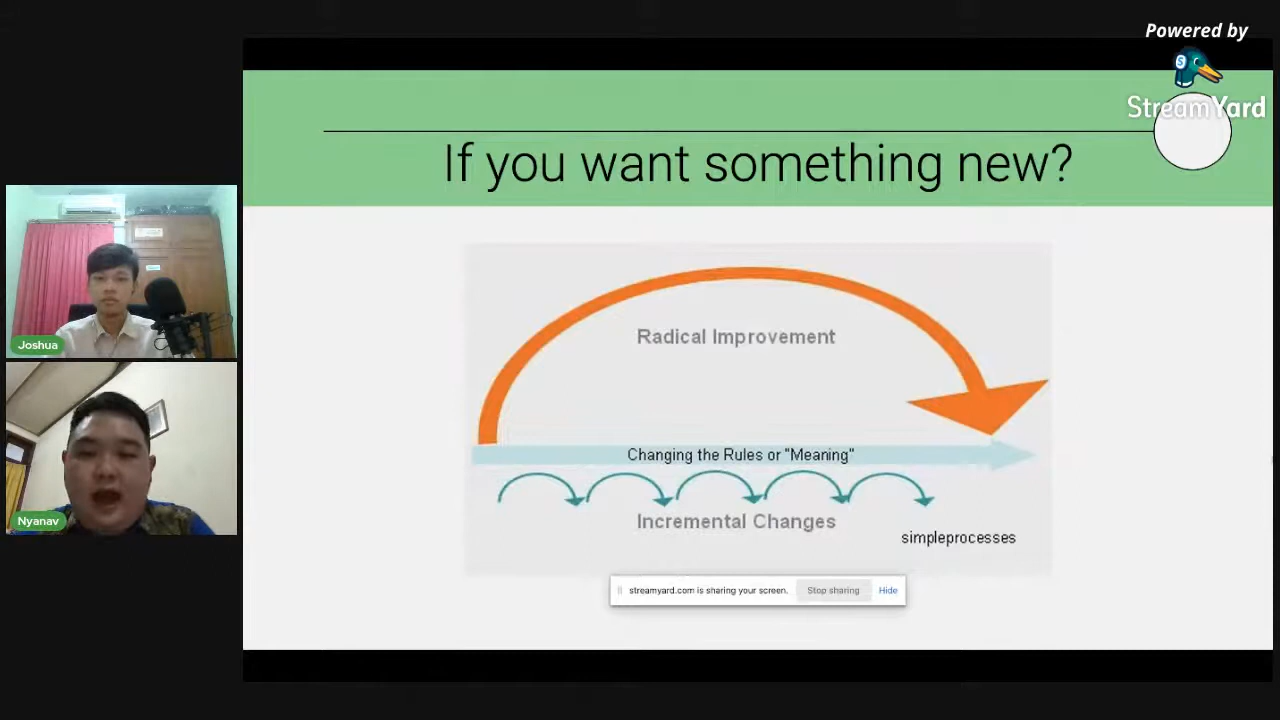 Powered by
StreamYard
If you want something new?
Radical Improvement
Changing the Rules or "Meaning"
Incremental Changes
simpleprocesses
streamyard.com is sharing your screen.
Stop sharing
Hide
Joshua
Nyanav